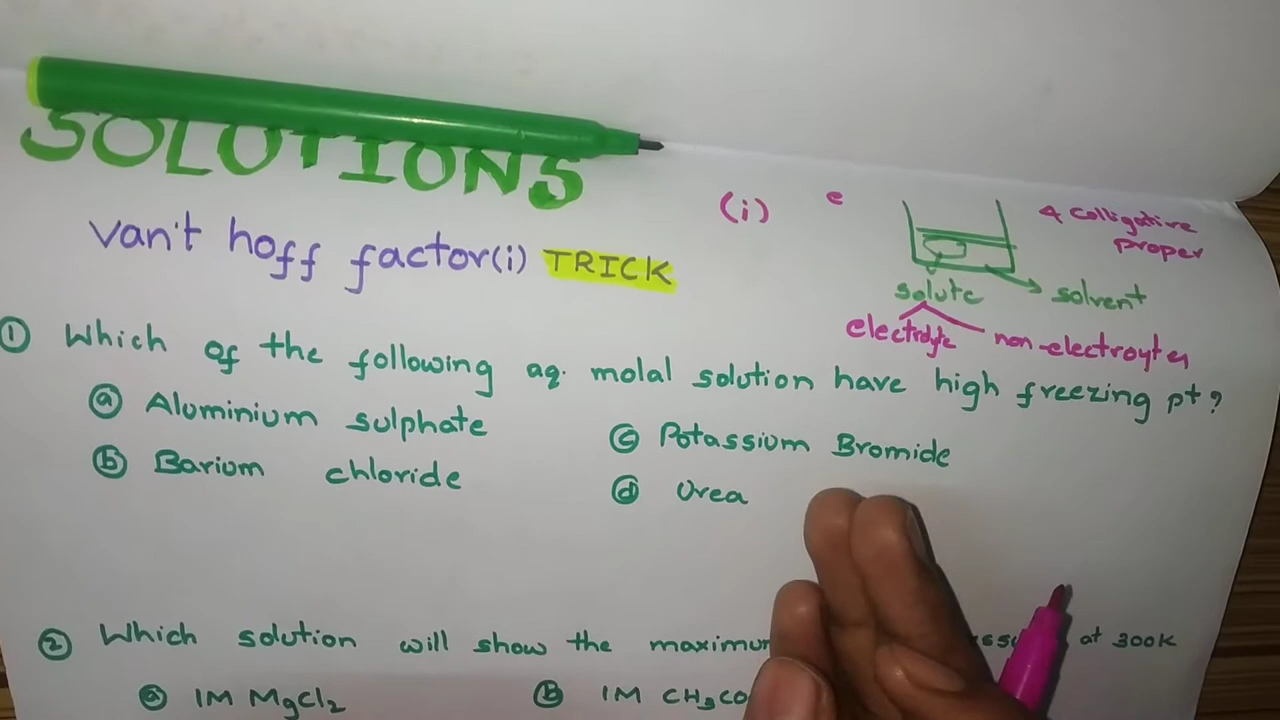 SOLUTIONS
van't hoff factor(i) TRICK
(i) e
4 Colligative
proper
solute
solvent
electrolyte non-electroyten
① Which of the following aq. molal solution have high freezing pt?
ⓐ Aluminium sulphate
ⓑ Barium chloride
ⓒ Potassium Bromide
ⓓ Urea
② Which solution will show the at 300K
ⓐ 1M MgCl2
ⓑ 1M